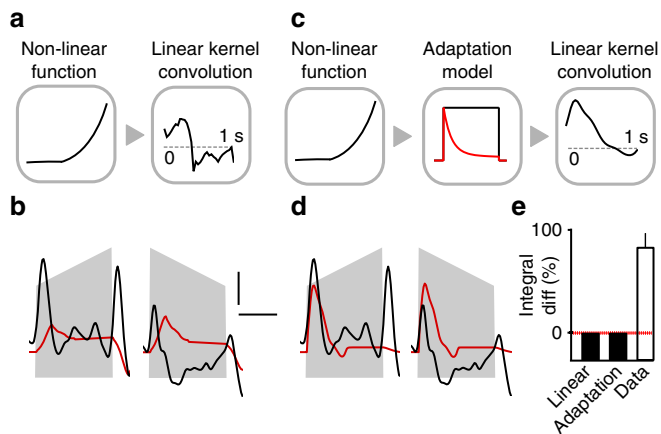 a
Non-linear
function
Linear kernel
convolution
1 s
0
c
Non-linear
function
Adaptation
model
Linear kernel
convolution
1 s
0
b
d
e
100
0
Integral
diff (%)
Linear
Adaptation
Data